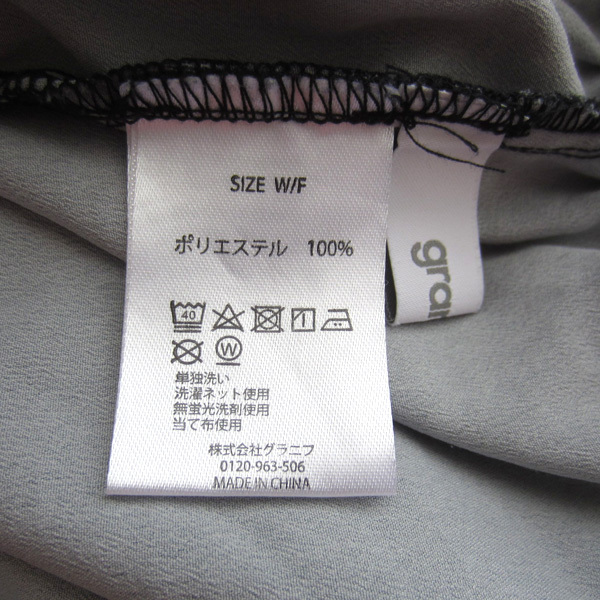 SIZE W/F
ポリエステル 100%
40
W
単独洗い
洗濯ネット使用
無蛍光洗剤使用
当て布使用
株式会社グラニフ
0120-963-506
MADE IN CHINA
gra